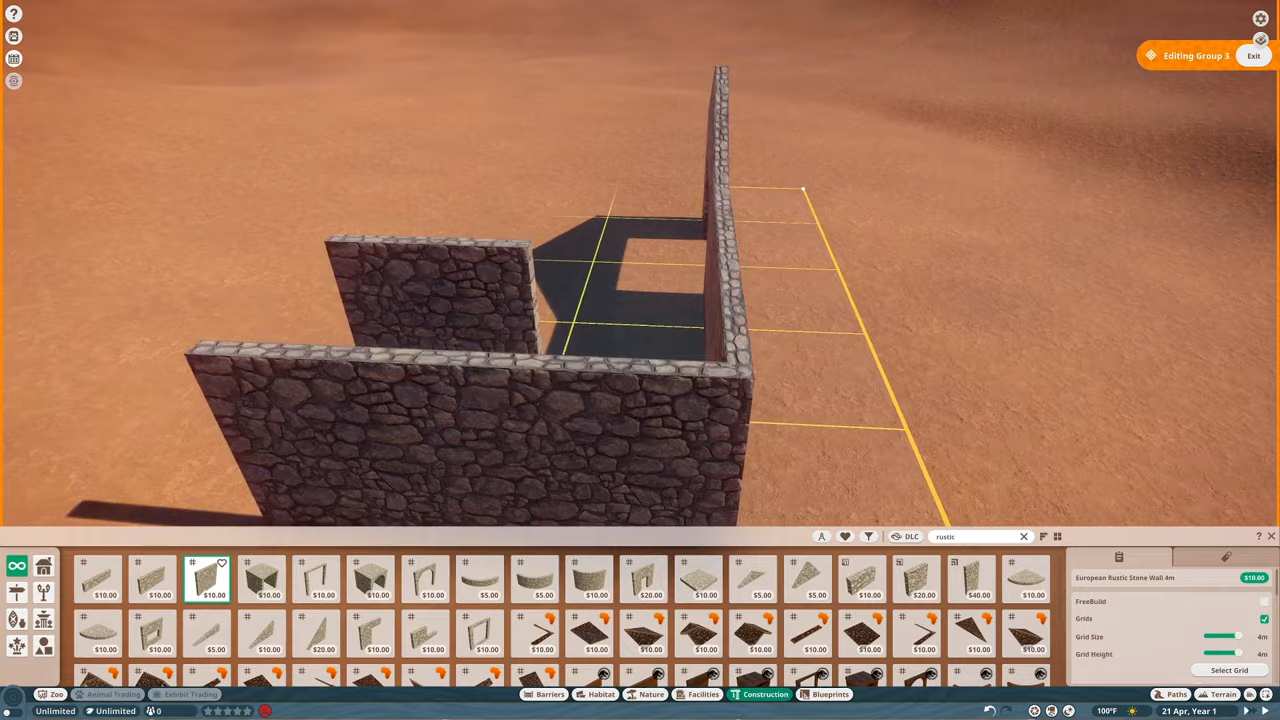 ?
Editing Group 3 Exit
DLC rustic ? ✕
$10.00 $10.00 $10.00 $10.00 $10.00 $10.00 $10.00 $5.00 $10.00 $10.00 $20.00 $10.00 $5.00 $5.00 $10.00 $20.00 $40.00 $10.00
European Rustic Stone Wall 4m $10.00
FreeBuild
Grids
Grid Size 4m
$10.00 $10.00 $5.00 $10.00 $20.00 $10.00 $10.00 $10.00 $10.00 $10.00 $10.00 $10.00 $10.00 $10.00 $10.00 $10.00 $10.00 $10.00
Grid Height 4m
Select Grid
Zoo Animal Trading Exhibit Trading Barriers Habitat Nature Facilities Construction Blueprints Paths Terrain
Unlimited Unlimited 0 100°F 21 Apr, Year 1